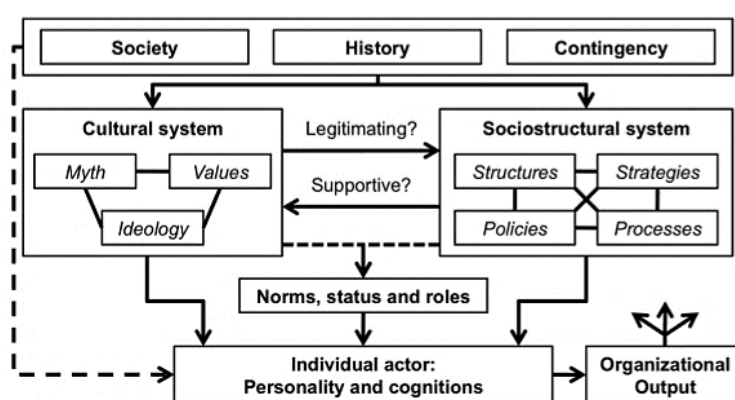 Society
History
Contingency
Cultural system
Legitimating?
Sociostructural system
Myth
Values
Structures
Strategies
Supportive?
Ideology
Policies
Processes
Norms, status and roles
Individual actor:
Personality and cognitions
Organizational
Output